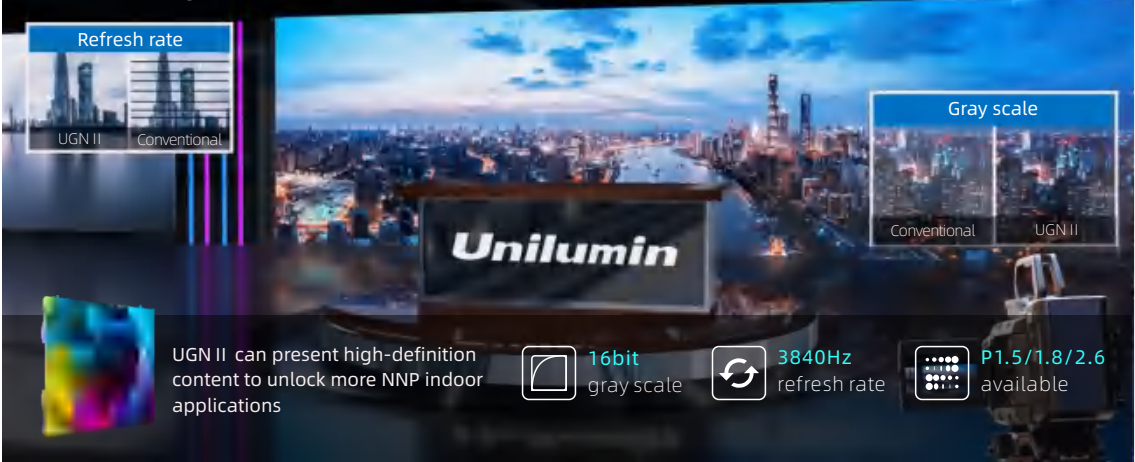 Refresh rate
UGN II
Conventional
Gray scale
Conventional
UGN II
Unilumin
UGN II can present high-definition
content to unlock more NNP indoor
applications
16bit
gray scale
3840Hz
refresh rate
P1.5/1.8/2.6
available